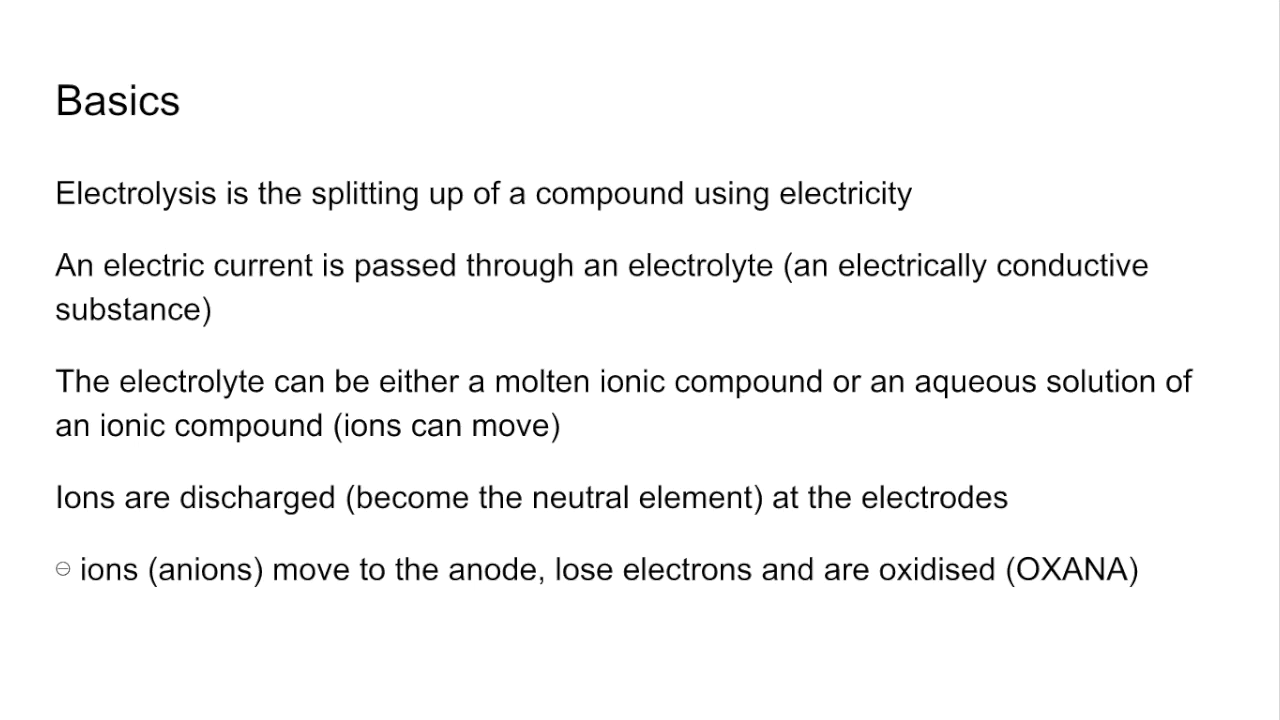 Basics
Electrolysis is the splitting up of a compound using electricity
An electric current is passed through an electrolyte (an electrically conductive
substance)
The electrolyte can be either a molten ionic compound or an aqueous solution of
an ionic compound (ions can move)
Ions are discharged (become the neutral element) at the electrodes
⊖ ions (anions) move to the anode, lose electrons and are oxidised (OXANA)